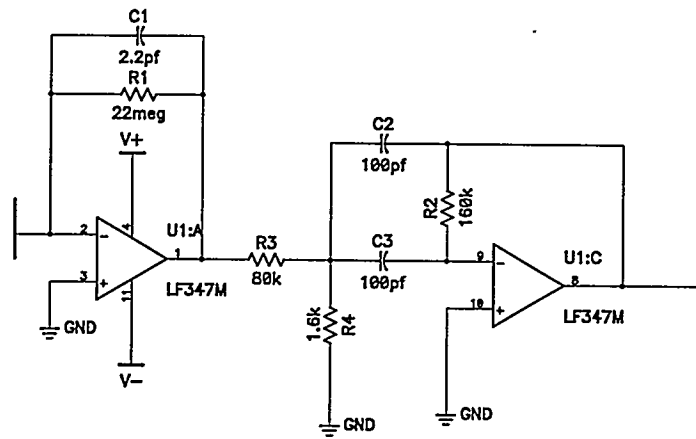 C1
2.2pf
R1
22meg
V+
C2
100pf
R2
160k
2
4
U1:A
1
R3
80k
C3
100pf
9
U1:C
8
3
11
LF347M
1.6k
R4
10
LF347M
GND
V-
GND
GND